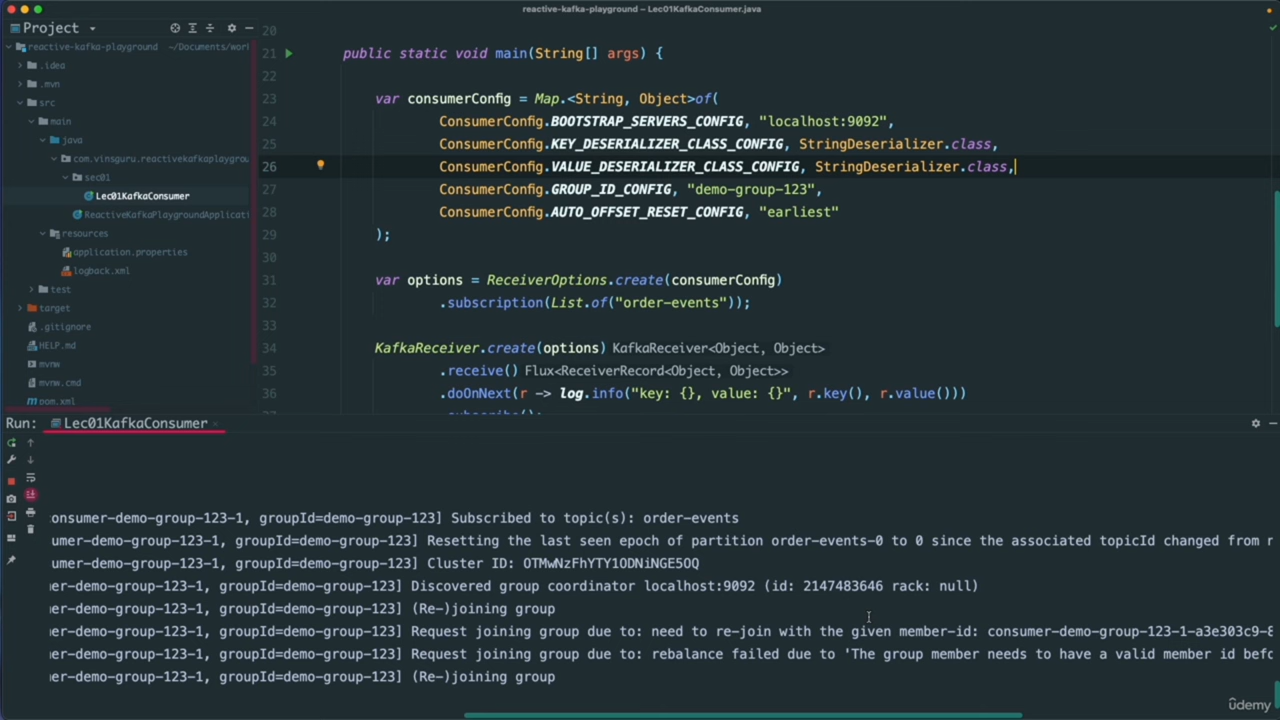 reactive-kafka-playground – Lec01KafkaConsumer.java
Project
reactive-kafka-playground ~/Documents/work
.idea
.mvn
src
main
java
com.vinsguru.reactivekafkaplaygrou
sec01
Lec01KafkaConsumer
ReactiveKafkaPlaygroundApplicati
resources
application.properties
logback.xml
test
target
.gitignore
HELP.md
mvnw
mvnw.cmd
pom.xml
20
21 public static void main(String[] args) {
22
23 var consumerConfig = Map.<String, Object>of(
24 ConsumerConfig.BOOTSTRAP_SERVERS_CONFIG, "localhost:9092",
25 ConsumerConfig.KEY_DESERIALIZER_CLASS_CONFIG, StringDeserializer.class,
26 ConsumerConfig.VALUE_DESERIALIZER_CLASS_CONFIG, StringDeserializer.class,
27 ConsumerConfig.GROUP_ID_CONFIG, "demo-group-123",
28 ConsumerConfig.AUTO_OFFSET_RESET_CONFIG, "earliest"
29 );
30
31 var options = ReceiverOptions.create(consumerConfig)
32 .subscription(List.of("order-events"));
33
34 KafkaReceiver.create(options) KafkaReceiver<Object, Object>
35 .receive() Flux<ReceiverRecord<Object, Object>>
36 .doOnNext(r -> log.info("key: {}, value: {}", r.key(), r.value()))
.subscribe();
Run: Lec01KafkaConsumer
consumer-demo-group-123-1, groupId=demo-group-123] Subscribed to topic(s): order-events
umer-demo-group-123-1, groupId=demo-group-123] Resetting the last seen epoch of partition order-events-0 to 0 since the associated topicId changed from n
umer-demo-group-123-1, groupId=demo-group-123] Cluster ID: OTMwNzFhYTY1ODNiNGE5OQ
er-demo-group-123-1, groupId=demo-group-123] Discovered group coordinator localhost:9092 (id: 2147483646 rack: null)
er-demo-group-123-1, groupId=demo-group-123] (Re-)joining group
er-demo-group-123-1, groupId=demo-group-123] Request joining group due to: need to re-join with the given member-id: consumer-demo-group-123-1-a3e303c9-8
er-demo-group-123-1, groupId=demo-group-123] Request joining group due to: rebalance failed due to 'The group member needs to have a valid member id befo
er-demo-group-123-1, groupId=demo-group-123] (Re-)joining group
udemy